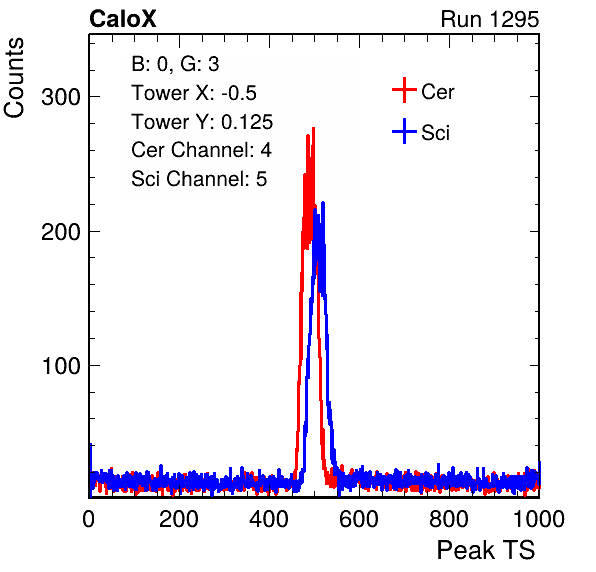 CaloX Run 1295
Counts
B: 0, G: 3
Tower X: -0.5
Tower Y: 0.125
Cer Channel: 4
Sci Channel: 5
Cer
Sci
300
200
100
0 200 400 600 800 1000
Peak TS